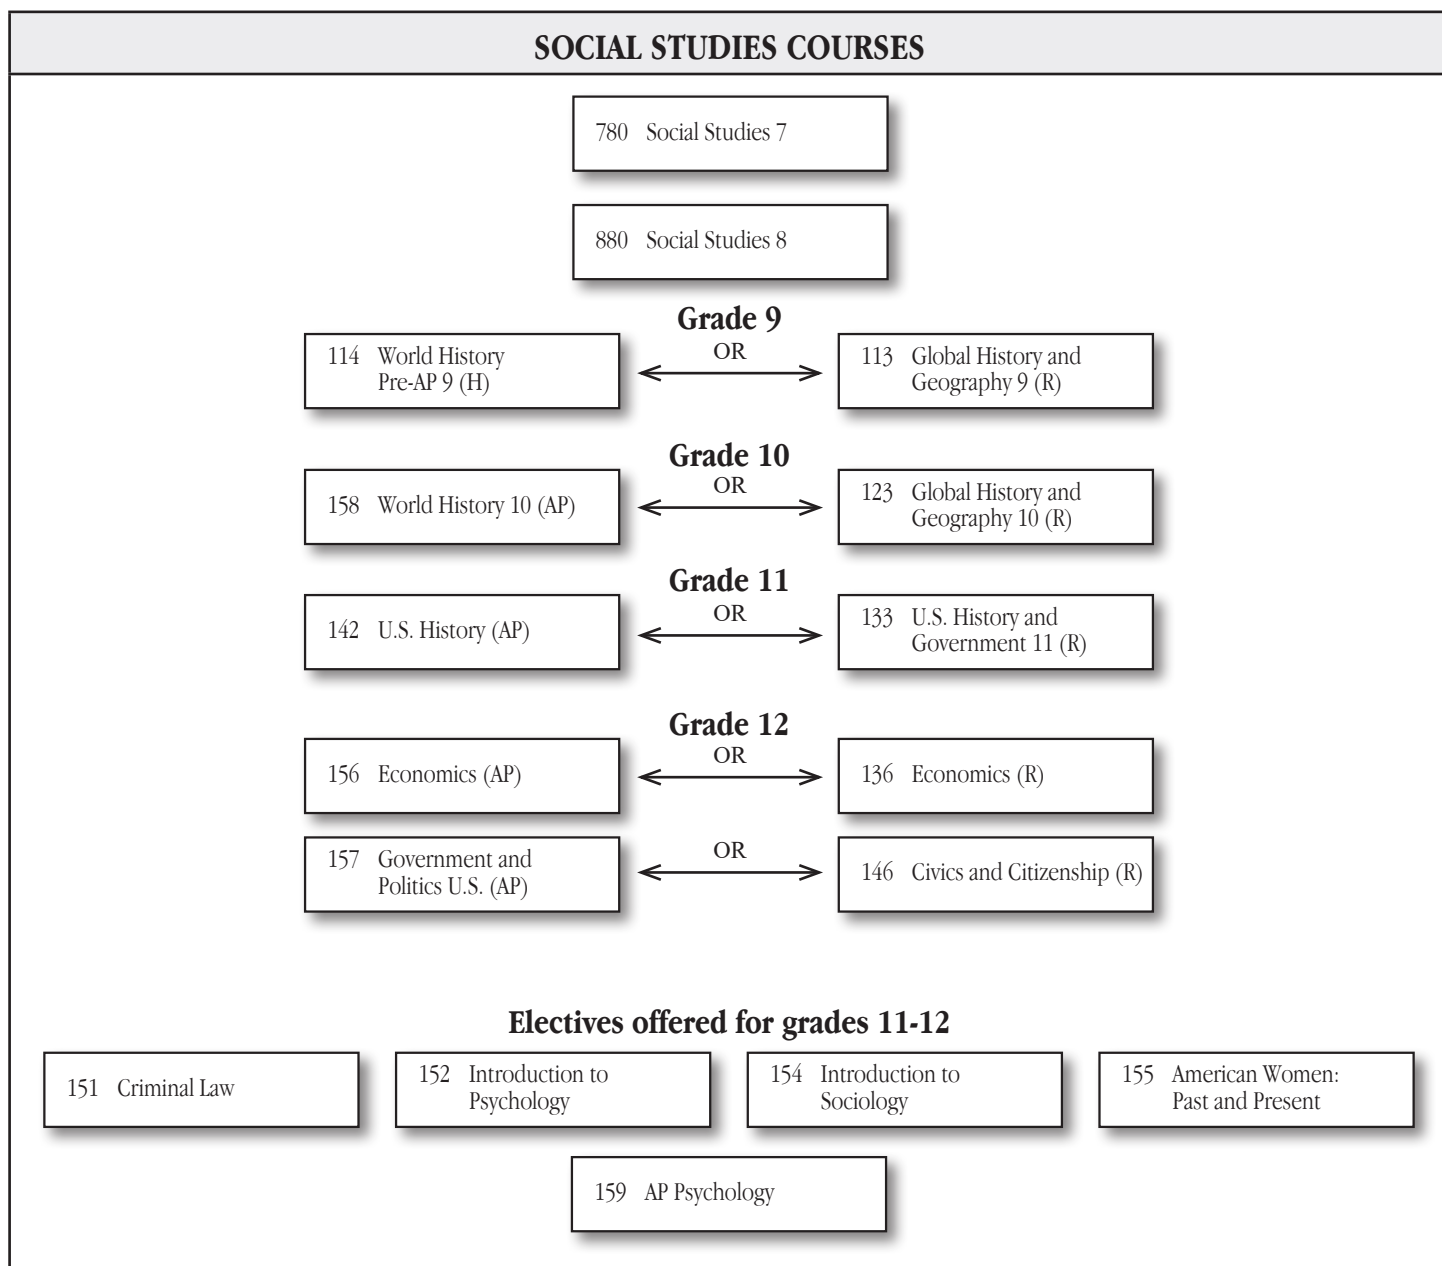 SOCIAL STUDIES COURSES
780 Social Studies 7
880 Social Studies 8
Grade 9
114 World History
Pre-AP 9 (H)
OR
113 Global History and
Geography 9 (R)
Grade 10
158 World History 10 (AP)
OR
123 Global History and
Geography 10 (R)
Grade 11
142 U.S. History (AP)
OR
133 U.S. History and
Government 11 (R)
Grade 12
156 Economics (AP)
OR
136 Economics (R)
157 Government and
Politics U.S. (AP)
OR
146 Civics and Citizenship (R)
Electives offered for grades 11-12
151 Criminal Law
152 Introduction to
Psychology
154 Introduction to
Sociology
155 American Women:
Past and Present
159 AP Psychology